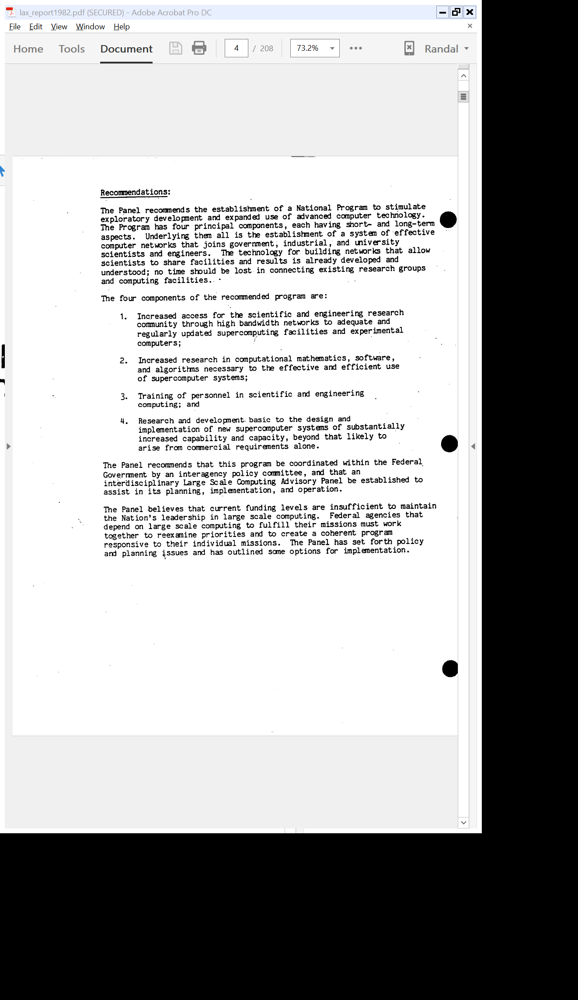 lax_report1982.pdf (SECURED) - Adobe Acrobat Pro DC
File Edit View Window Help
Home Tools Document 4 / 208 73.2% Randal
Recommendations:
The Panel recommends the establishment of a National Program to stimulate
exploratory development and expanded use of advanced computer technology.
The Program has four principal components, each having short- and long-term
aspects. Underlying them all is the establishment of a system of effective
computer networks that joins government, industrial, and university
scientists and engineers. The technology for building networks that allow
scientists to share facilities and results is already developed and
understood; no time should be lost in connecting existing research groups
and computing facilities.
The four components of the recommended program are:
1. Increased access for the scientific and engineering research
community through high bandwidth networks to adequate and
regularly updated supercomputing facilities and experimental
computers;
2. Increased research in computational mathematics, software,
and algorithms necessary to the effective and efficient use
of supercomputer systems;
3. Training of personnel in scientific and engineering
computing; and
4. Research and development basic to the design and
implementation of new supercomputer systems of substantially
increased capability and capacity, beyond that likely to
arise from commercial requirements alone.
The Panel recommends that this program be coordinated within the Federal
Government by an interagency policy committee, and that an
interdisciplinary Large Scale Computing Advisory Panel be established to
assist in its planning, implementation, and operation.
The Panel believes that current funding levels are insufficient to maintain
the Nation's leadership in large scale computing. Federal agencies that
depend on large scale computing to fulfill their missions must work
together to reexamine priorities and to create a coherent program
responsive to their individual missions. The Panel has set forth policy
and planning issues and has outlined some options for implementation.